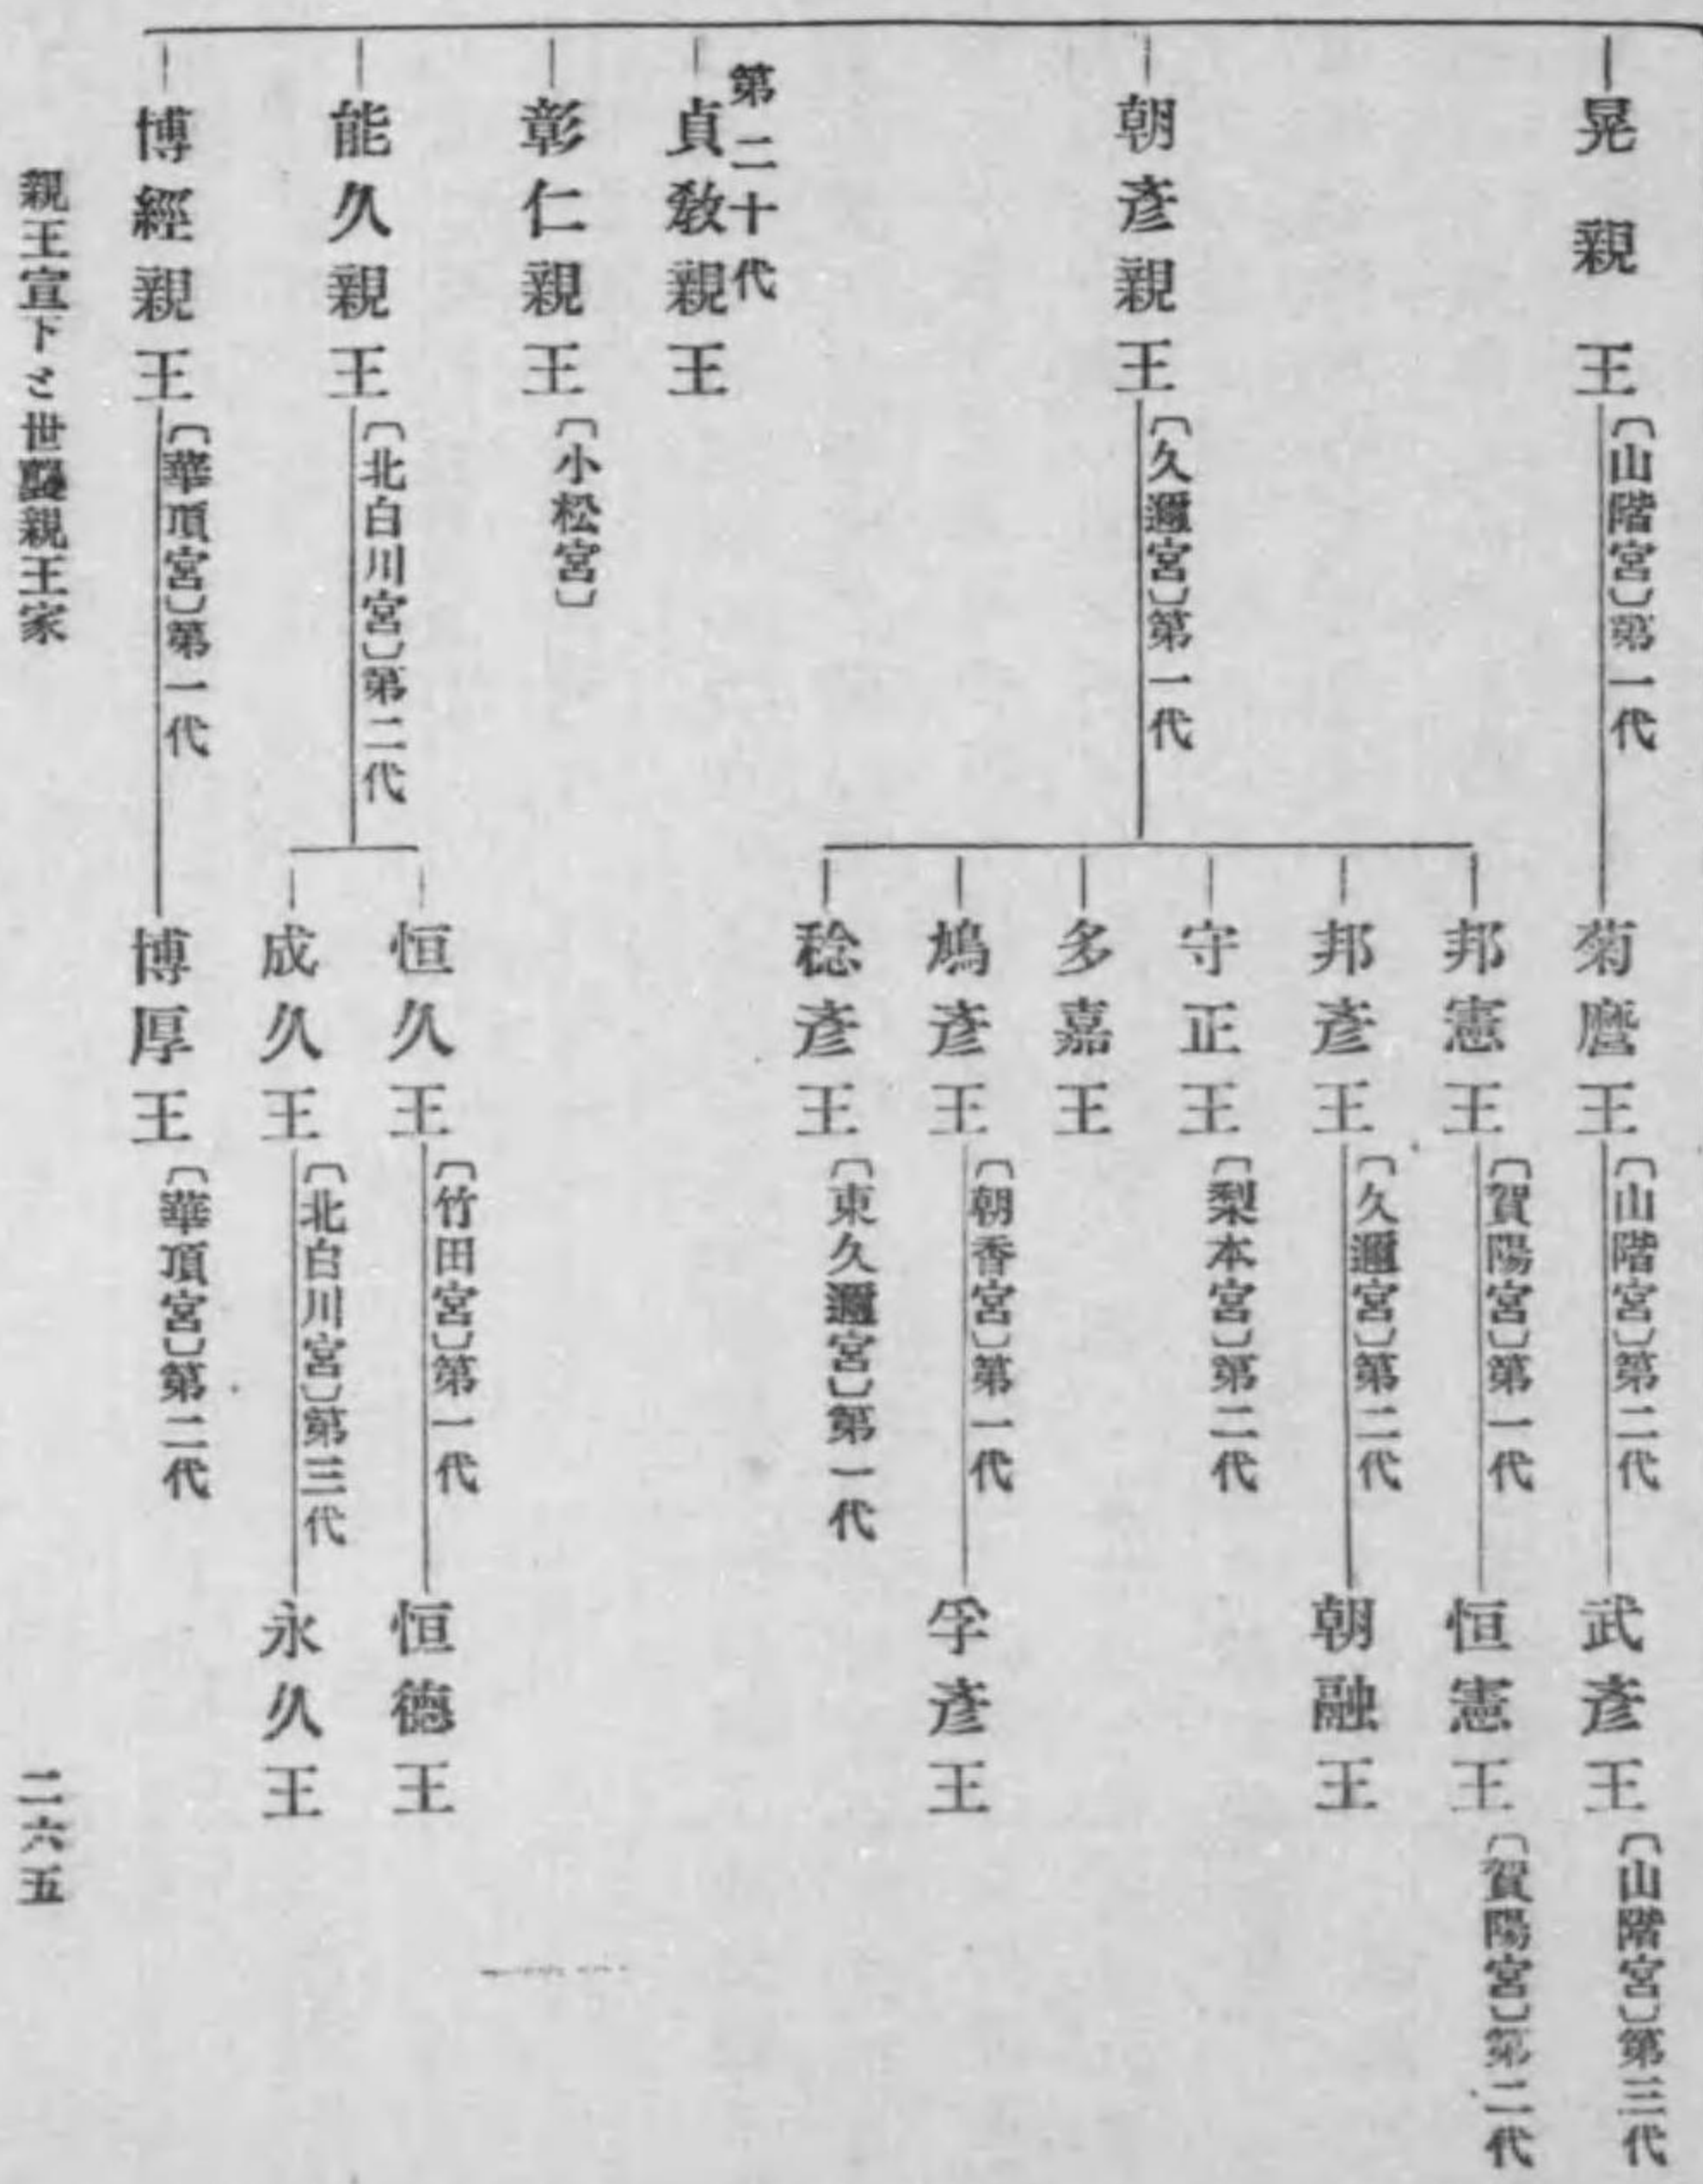 晃親王
〔山階宮〕第一代
菊麿王
〔山階宮〕第二代
武彥王
〔山階宮〕第三代
朝彥親王
〔久邇宮〕第一代
邦憲王
〔賀陽宮〕第一代
恒憲王
〔賀陽宮〕第二代
邦彥王
〔久邇宮〕第二代
朝融王
守正王
〔梨本宮〕第二代
多嘉王
鳩彥王
〔朝香宮〕第一代
孚彥王
稔彥王
〔東久邇宮〕第一代
第二十代
貞敎親王
彰仁親王
〔小松宮〕
能久親王
〔北白川宮〕第二代
恒久王
〔竹田宮〕第一代
恒德王
成久王
〔北白川宮〕第三代
永久王
博經親王
〔華頂宮〕第一代
博厚王
〔華頂宮〕第二代
親王宣下と世襲親王家
二六五